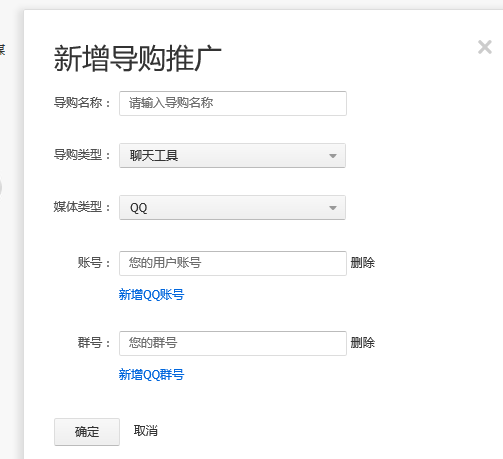 新增导购推广
导购名称： 请输入导购名称
导购类型： 聊天工具
媒体类型： QQ
账号： 您的用户账号 删除
新增QQ账号
群号： 您的群号 删除
新增QQ群号
确定 取消